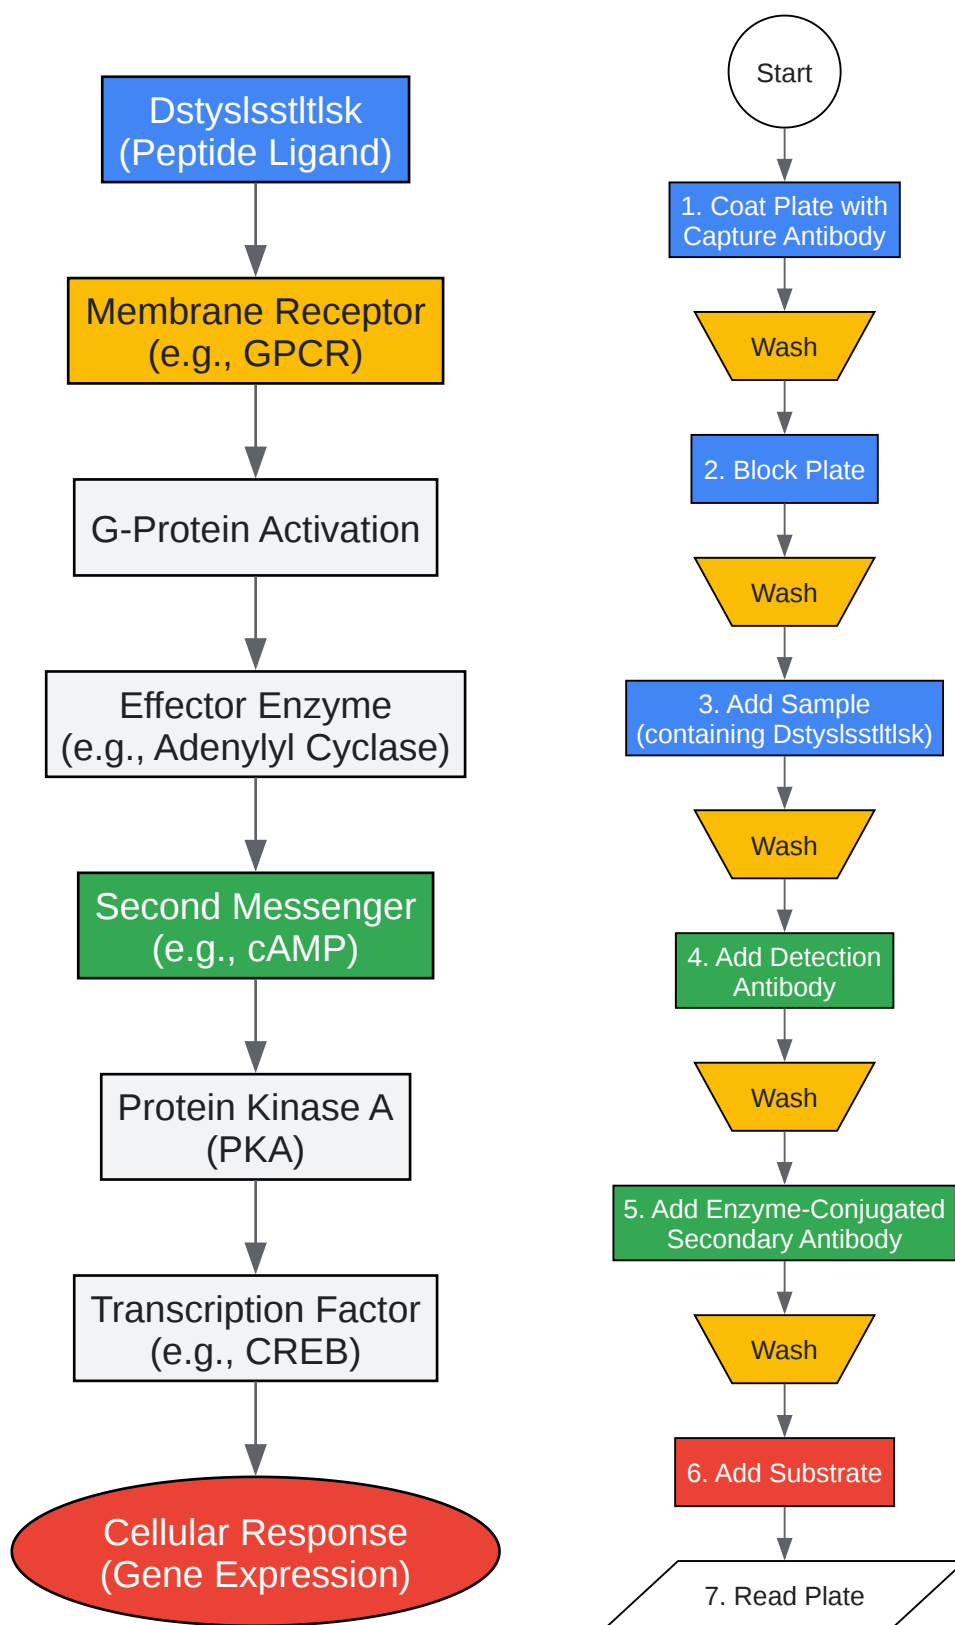 Dstyslsstltlsk
(Peptide Ligand)
Membrane Receptor
(e.g., GPCR)
G-Protein Activation
Effector Enzyme
(e.g., Adenylyl Cyclase)
Second Messenger
(e.g., cAMP)
Protein Kinase A
(PKA)
Transcription Factor
(e.g., CREB)
Cellular Response
(Gene Expression)
Start
1. Coat Plate with
Capture Antibody
Wash
2. Block Plate
Wash
3. Add Sample
(containing Dstyslsstltlsk)
Wash
4. Add Detection
Antibody
Wash
5. Add Enzyme-Conjugated
Secondary Antibody
Wash
6. Add Substrate
7. Read Plate